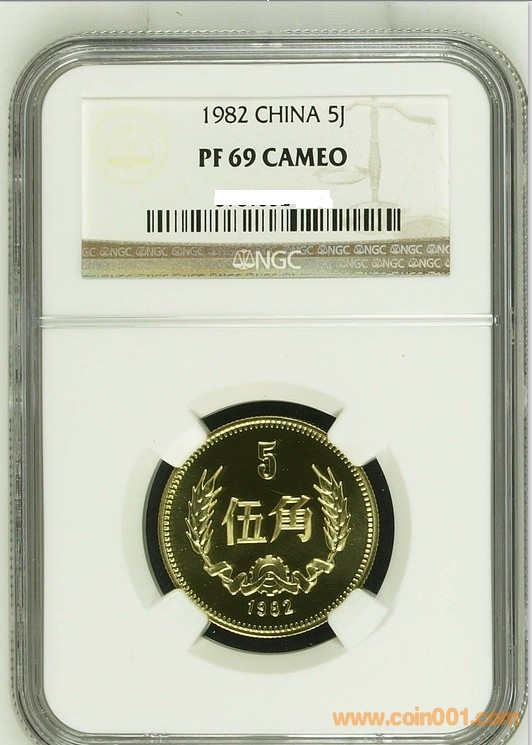 1982 CHINA 5J
PF 69 CAMEO
NGC
5
伍角
1982
www.coin001.com